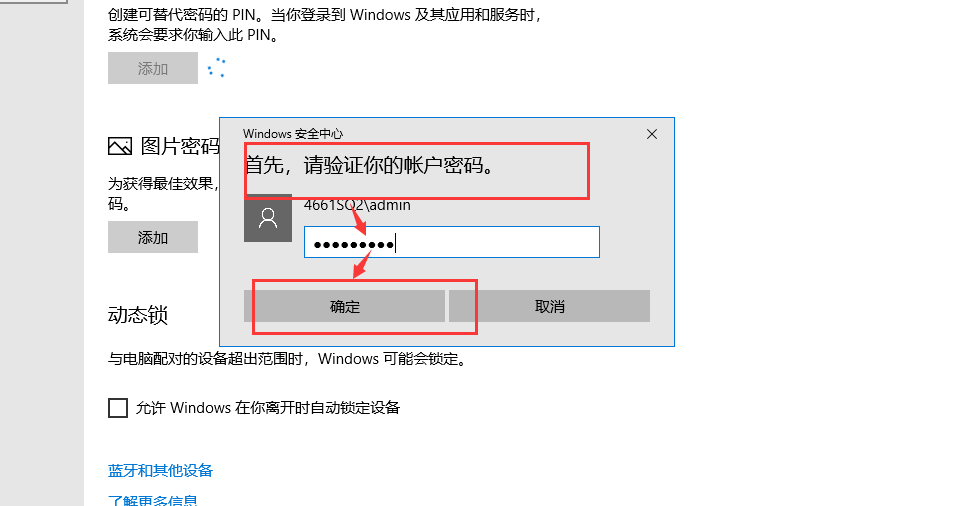 创建可替代密码的 PIN。当你登录到 Windows 及其应用和服务时，
系统会要求你输入此 PIN。
添加
图片密码
为获得最佳效果，
码。
添加
Windows 安全中心
首先，请验证你的帐户密码。
4661SQ2\admin
●●●●●●●●●
确定
取消
动态锁
与电脑配对的设备超出范围时，Windows 可能会锁定。
允许 Windows 在你离开时自动锁定设备
蓝牙和其他设备
了解更多信息